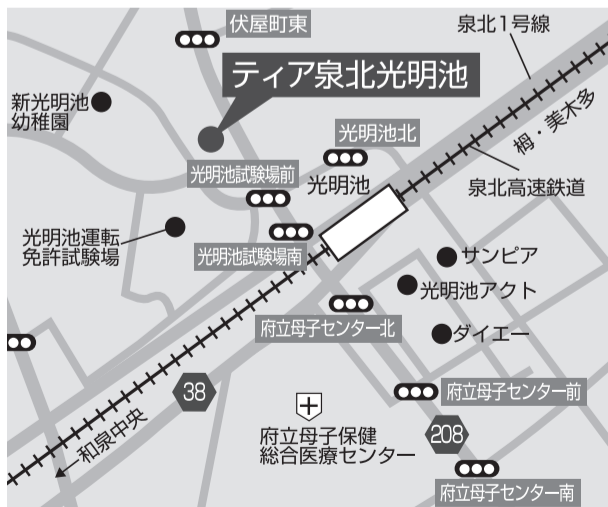 伏屋町東
泉北1号線
ティア泉北光明池
新光明池
幼稚園
栂・美木多
光明池北
光明池試験場前
光明池
泉北高速鉄道
光明池運転
免許試験場
光明池試験場南
サンピア
光明池アクト
府立母子センター北
ダイエー
38
府立母子センター前
和泉中央
府立母子保健
総合医療センター
208
府立母子センター南